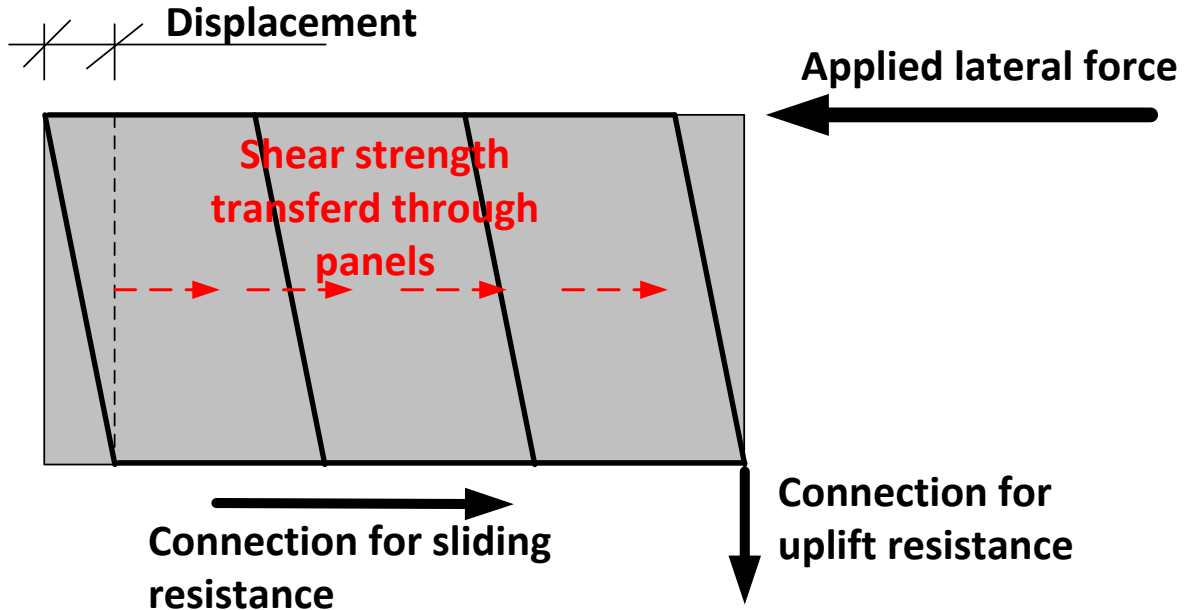 Displacement
Applied lateral force
Shear strength
transferd through
panels
Connection for sliding
resistance
Connection for
uplift resistance